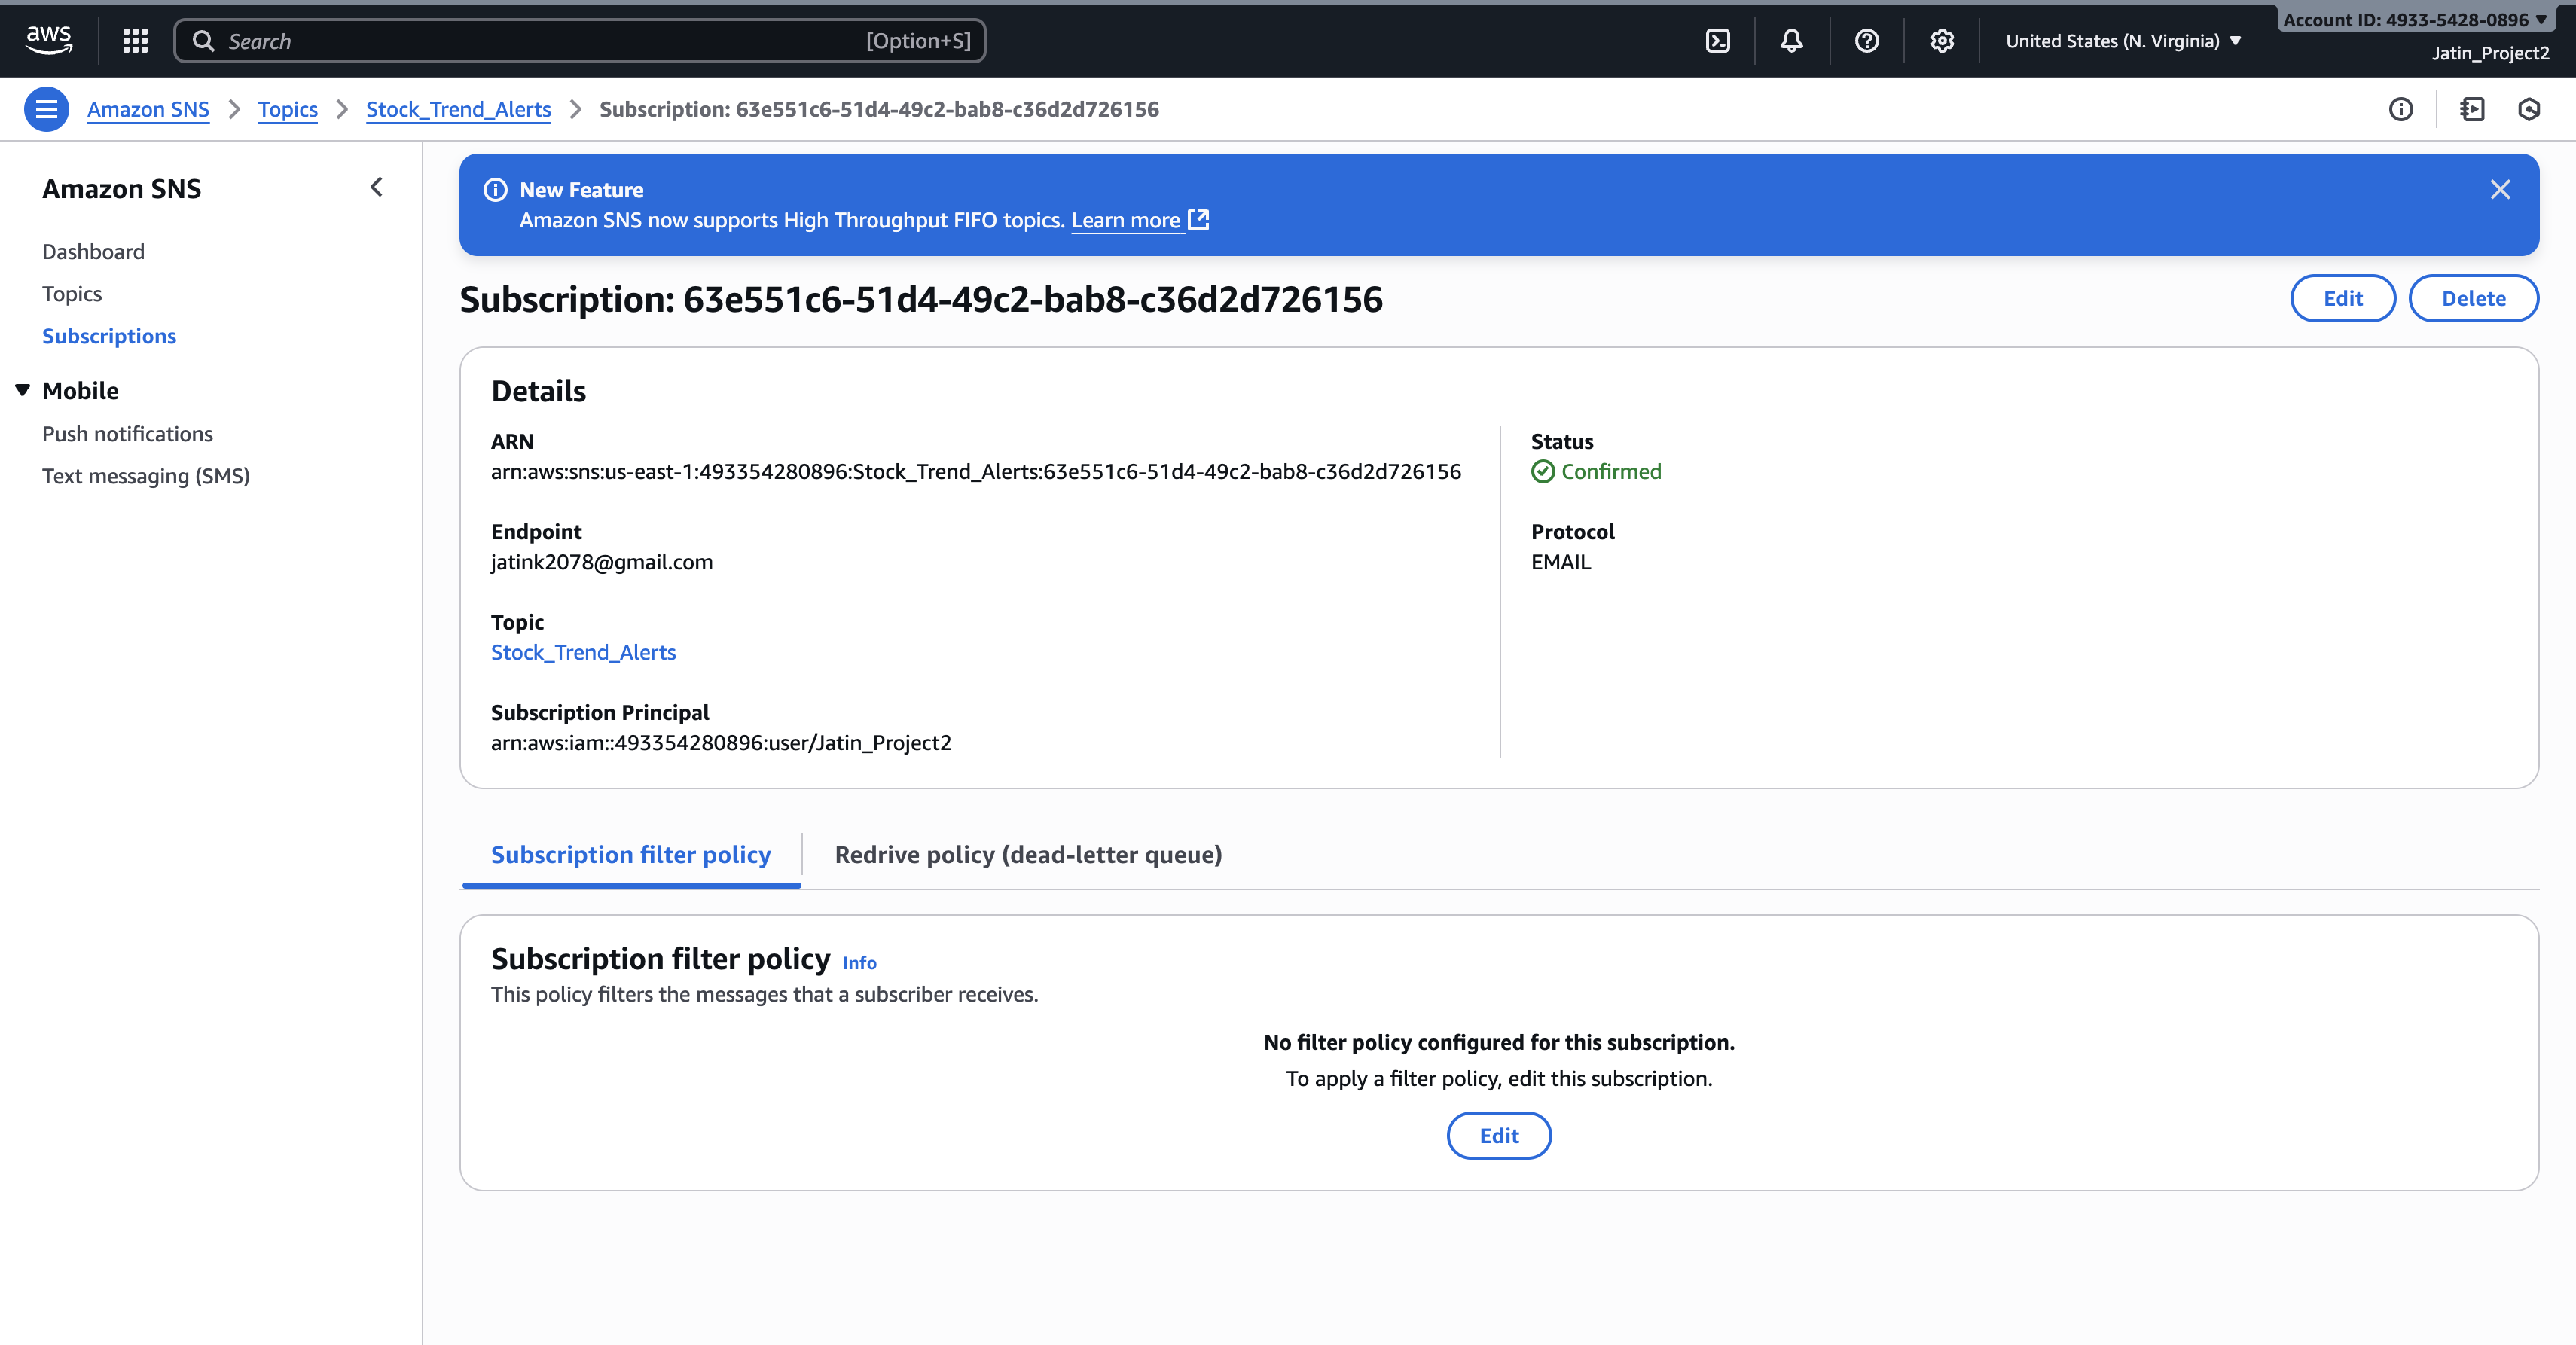 aws
Search
[Option+S]
United States (N. Virginia)
Account ID: 4933-5428-0896
Jatin_Project2
Amazon SNS
Topics
Stock_Trend_Alerts
Subscription: 63e551c6-51d4-49c2-bab8-c36d2d726156
Amazon SNS
Dashboard
Topics
Subscriptions
Mobile
Push notifications
Text messaging (SMS)
New Feature
Amazon SNS now supports High Throughput FIFO topics. Learn more
Subscription: 63e551c6-51d4-49c2-bab8-c36d2d726156
Edit
Delete
Details
ARN
arn:aws:sns:us-east-1:493354280896:Stock_Trend_Alerts:63e551c6-51d4-49c2-bab8-c36d2d726156
Endpoint
jatink2078@gmail.com
Topic
Stock_Trend_Alerts
Subscription Principal
arn:aws:iam::493354280896:user/Jatin_Project2
Status
Confirmed
Protocol
EMAIL
Subscription filter policy
Redrive policy (dead-letter queue)
Subscription filter policy Info
This policy filters the messages that a subscriber receives.
No filter policy configured for this subscription.
To apply a filter policy, edit this subscription.
Edit